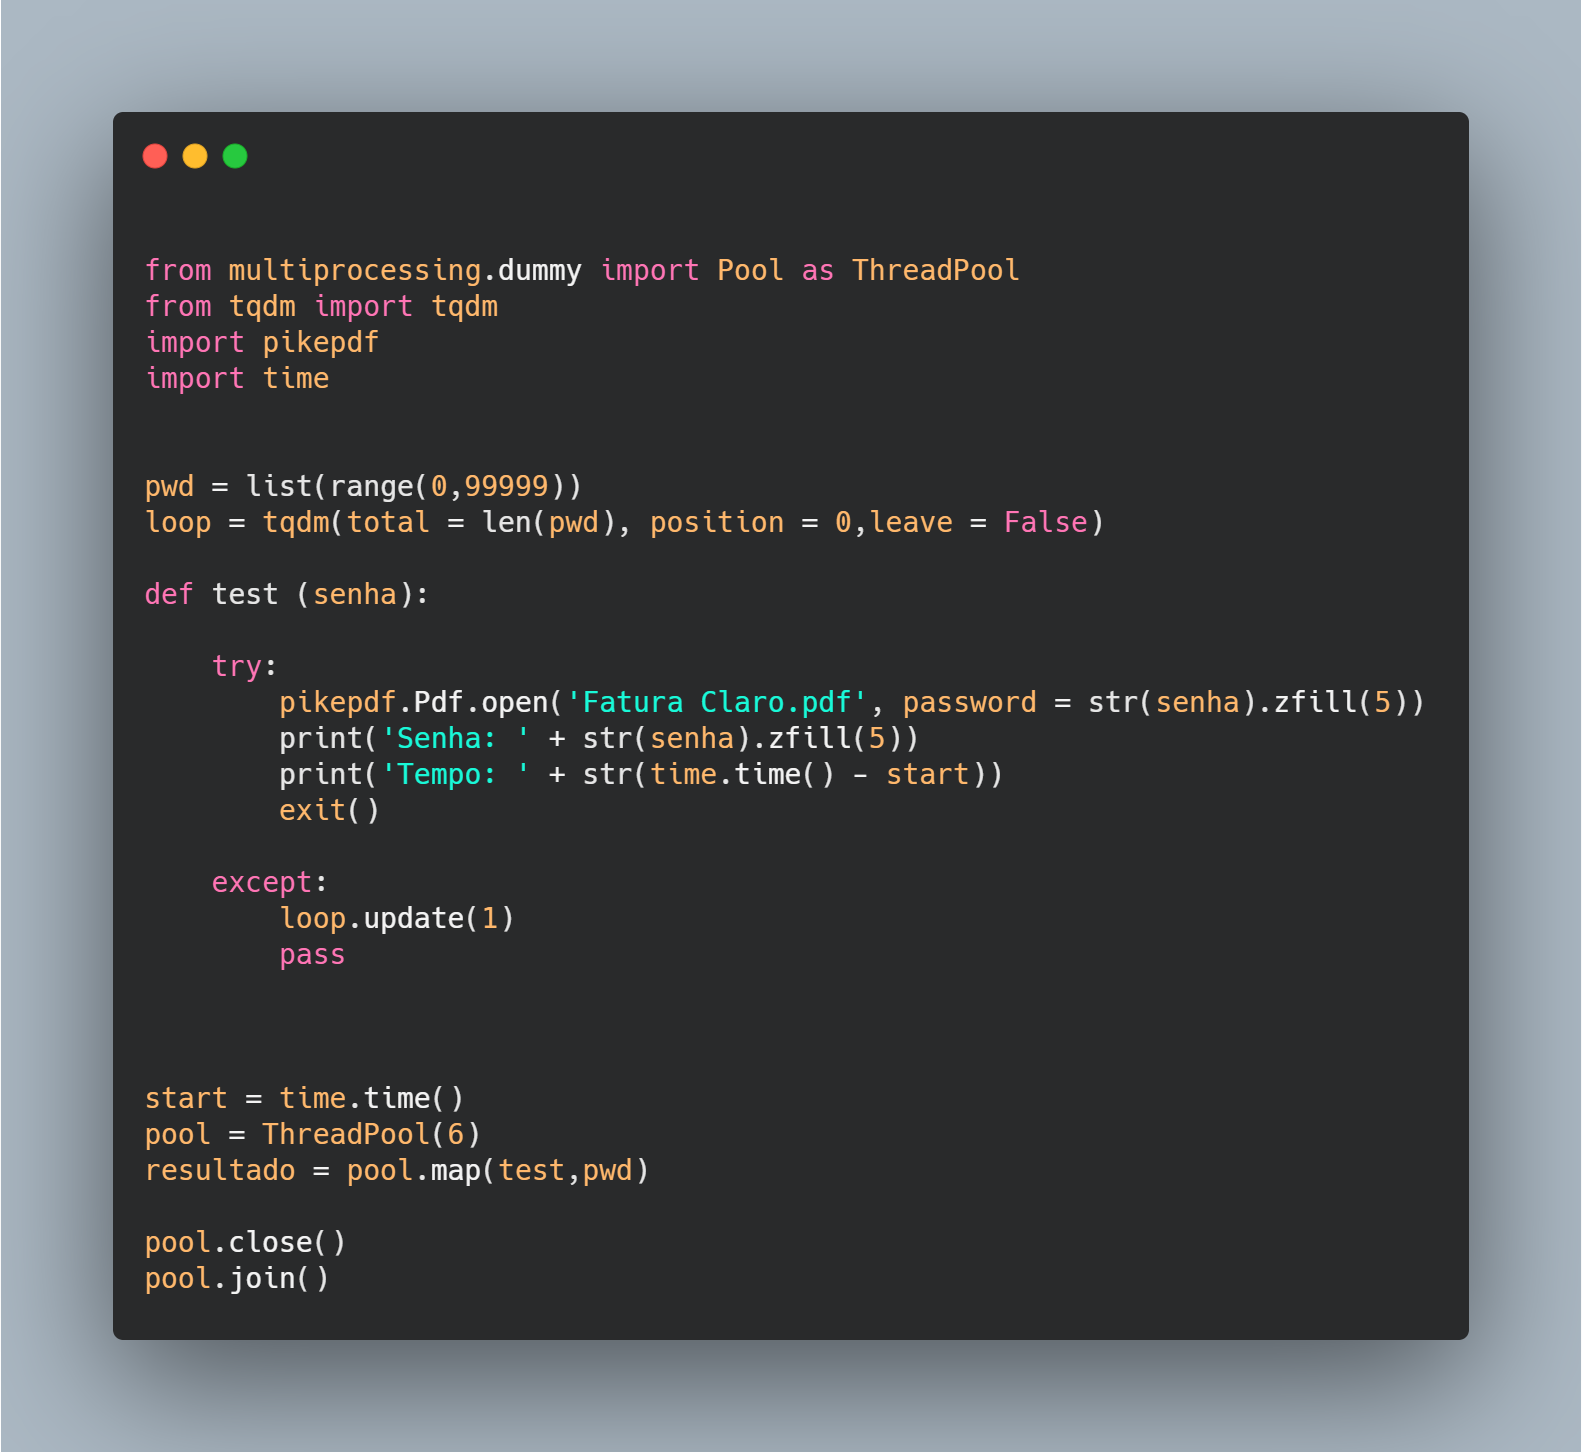 from multiprocessing.dummy import Pool as ThreadPool
from tqdm import tqdm
import pikepdf
import time
pwd = list(range(0,99999))
loop = tqdm(total = len(pwd), position = 0,leave = False)
def test (senha):
    try:
        pikepdf.Pdf.open('Fatura Claro.pdf', password = str(senha).zfill(5))
        print('Senha: ' + str(senha).zfill(5))
        print('Tempo: ' + str(time.time() - start))
        exit()
    except:
        loop.update(1)
        pass
start = time.time()
pool = ThreadPool(6)
resultado = pool.map(test,pwd)
pool.close()
pool.join()